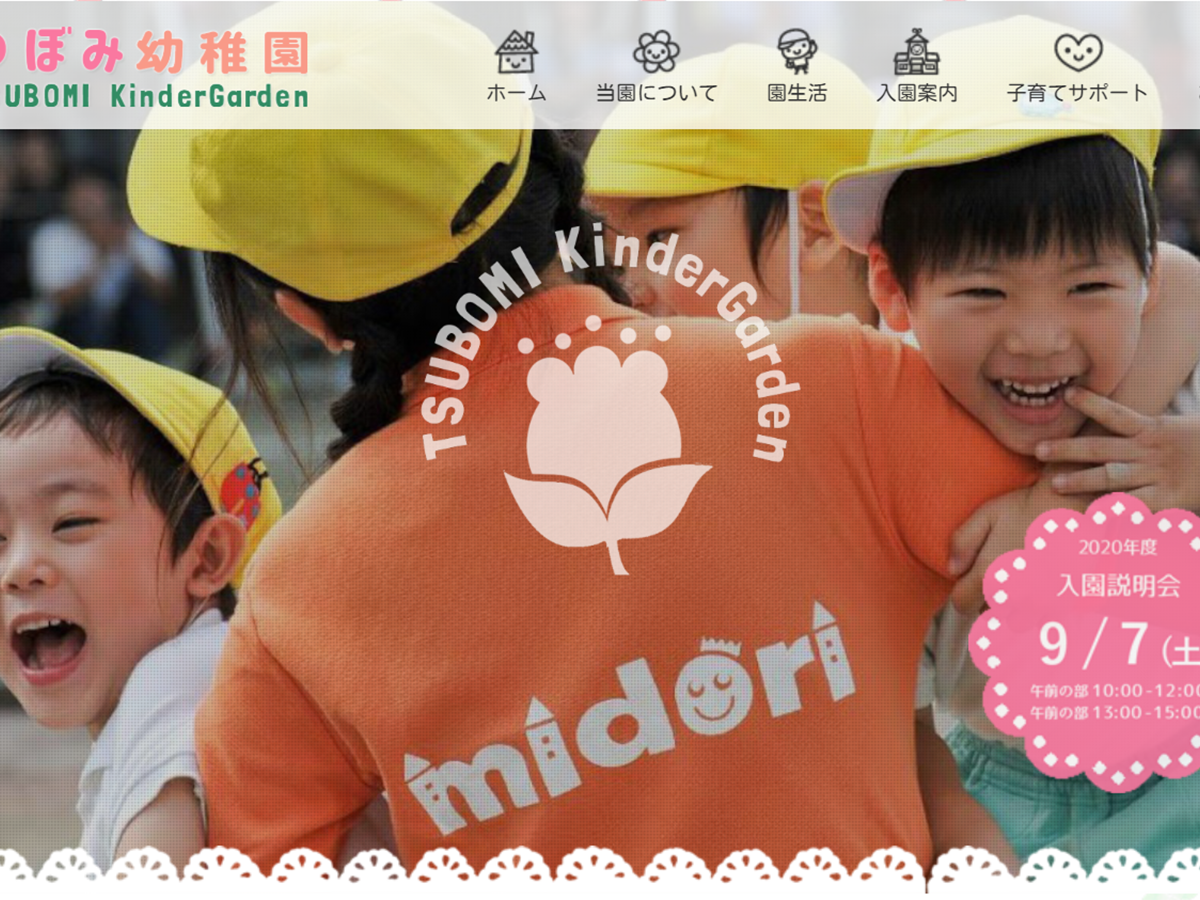 つぼみ幼稚園
TSUBOMI KinderGarden
ホーム
当園について
園生活
入園案内
子育てサポート
TSUBOMI KinderGarden
midori
2020年度
入園説明会
9/7(土
午前の部 10:00-12:00
午前の部 13:00-15:00